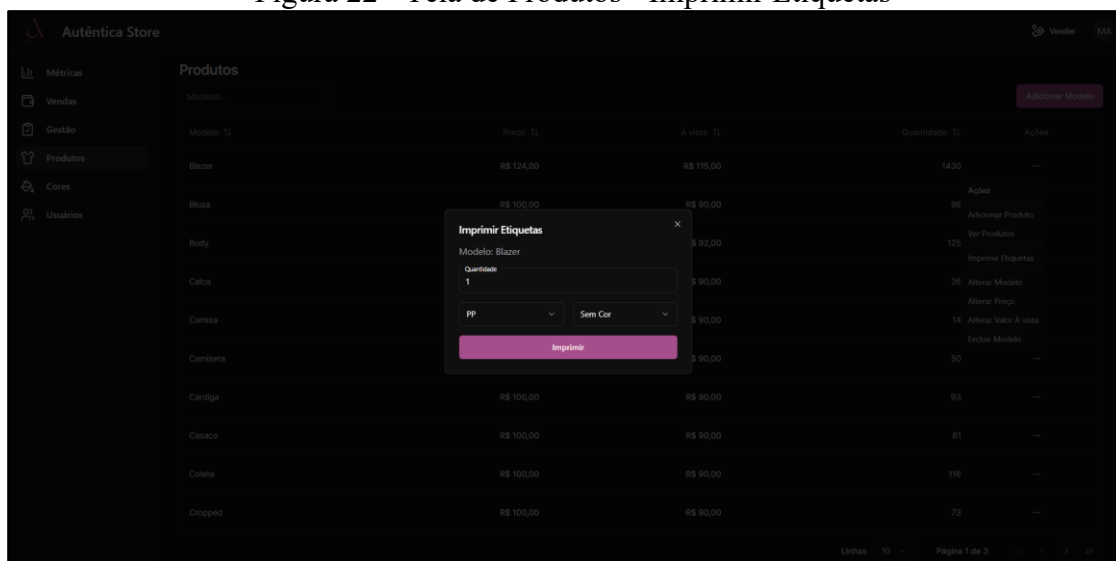 Figura 22 - Tela de Produtos - Imprimir Etiquetas
Autêntica Store
Vender
MA
Métricas
Vendas
Gestão
Produtos
Cores
Usuários
Produtos
Modelos...
Adicionar Modelo
Modelo Preço À vista Quantidade Ações
Blazer R$ 124,00 R$ 115,00 1430 ...
Blusa R$ 100,00 R$ 90,00 98
Body $ 92,00 125
Calca $ 90,00 26
Camisa $ 90,00 14
Camiseta $ 90,00 50 ...
Cardigã R$ 100,00 R$ 90,00 93 ...
Casaco R$ 100,00 R$ 90,00 81 ...
Colete R$ 100,00 R$ 90,00 116 ...
Cropped R$ 100,00 R$ 90,00 73 ...
Ações
Adicionar Produto
Ver Produtos
Imprimir Etiquetas
Alterar Modelo
Alterar Preço
Alterar Valor À vista
Excluir Modelo
Imprimir Etiquetas
Modelo: Blazer
Quantidade
1
PP
Sem Cor
Imprimir
Linhas 10 Página 1 de 3